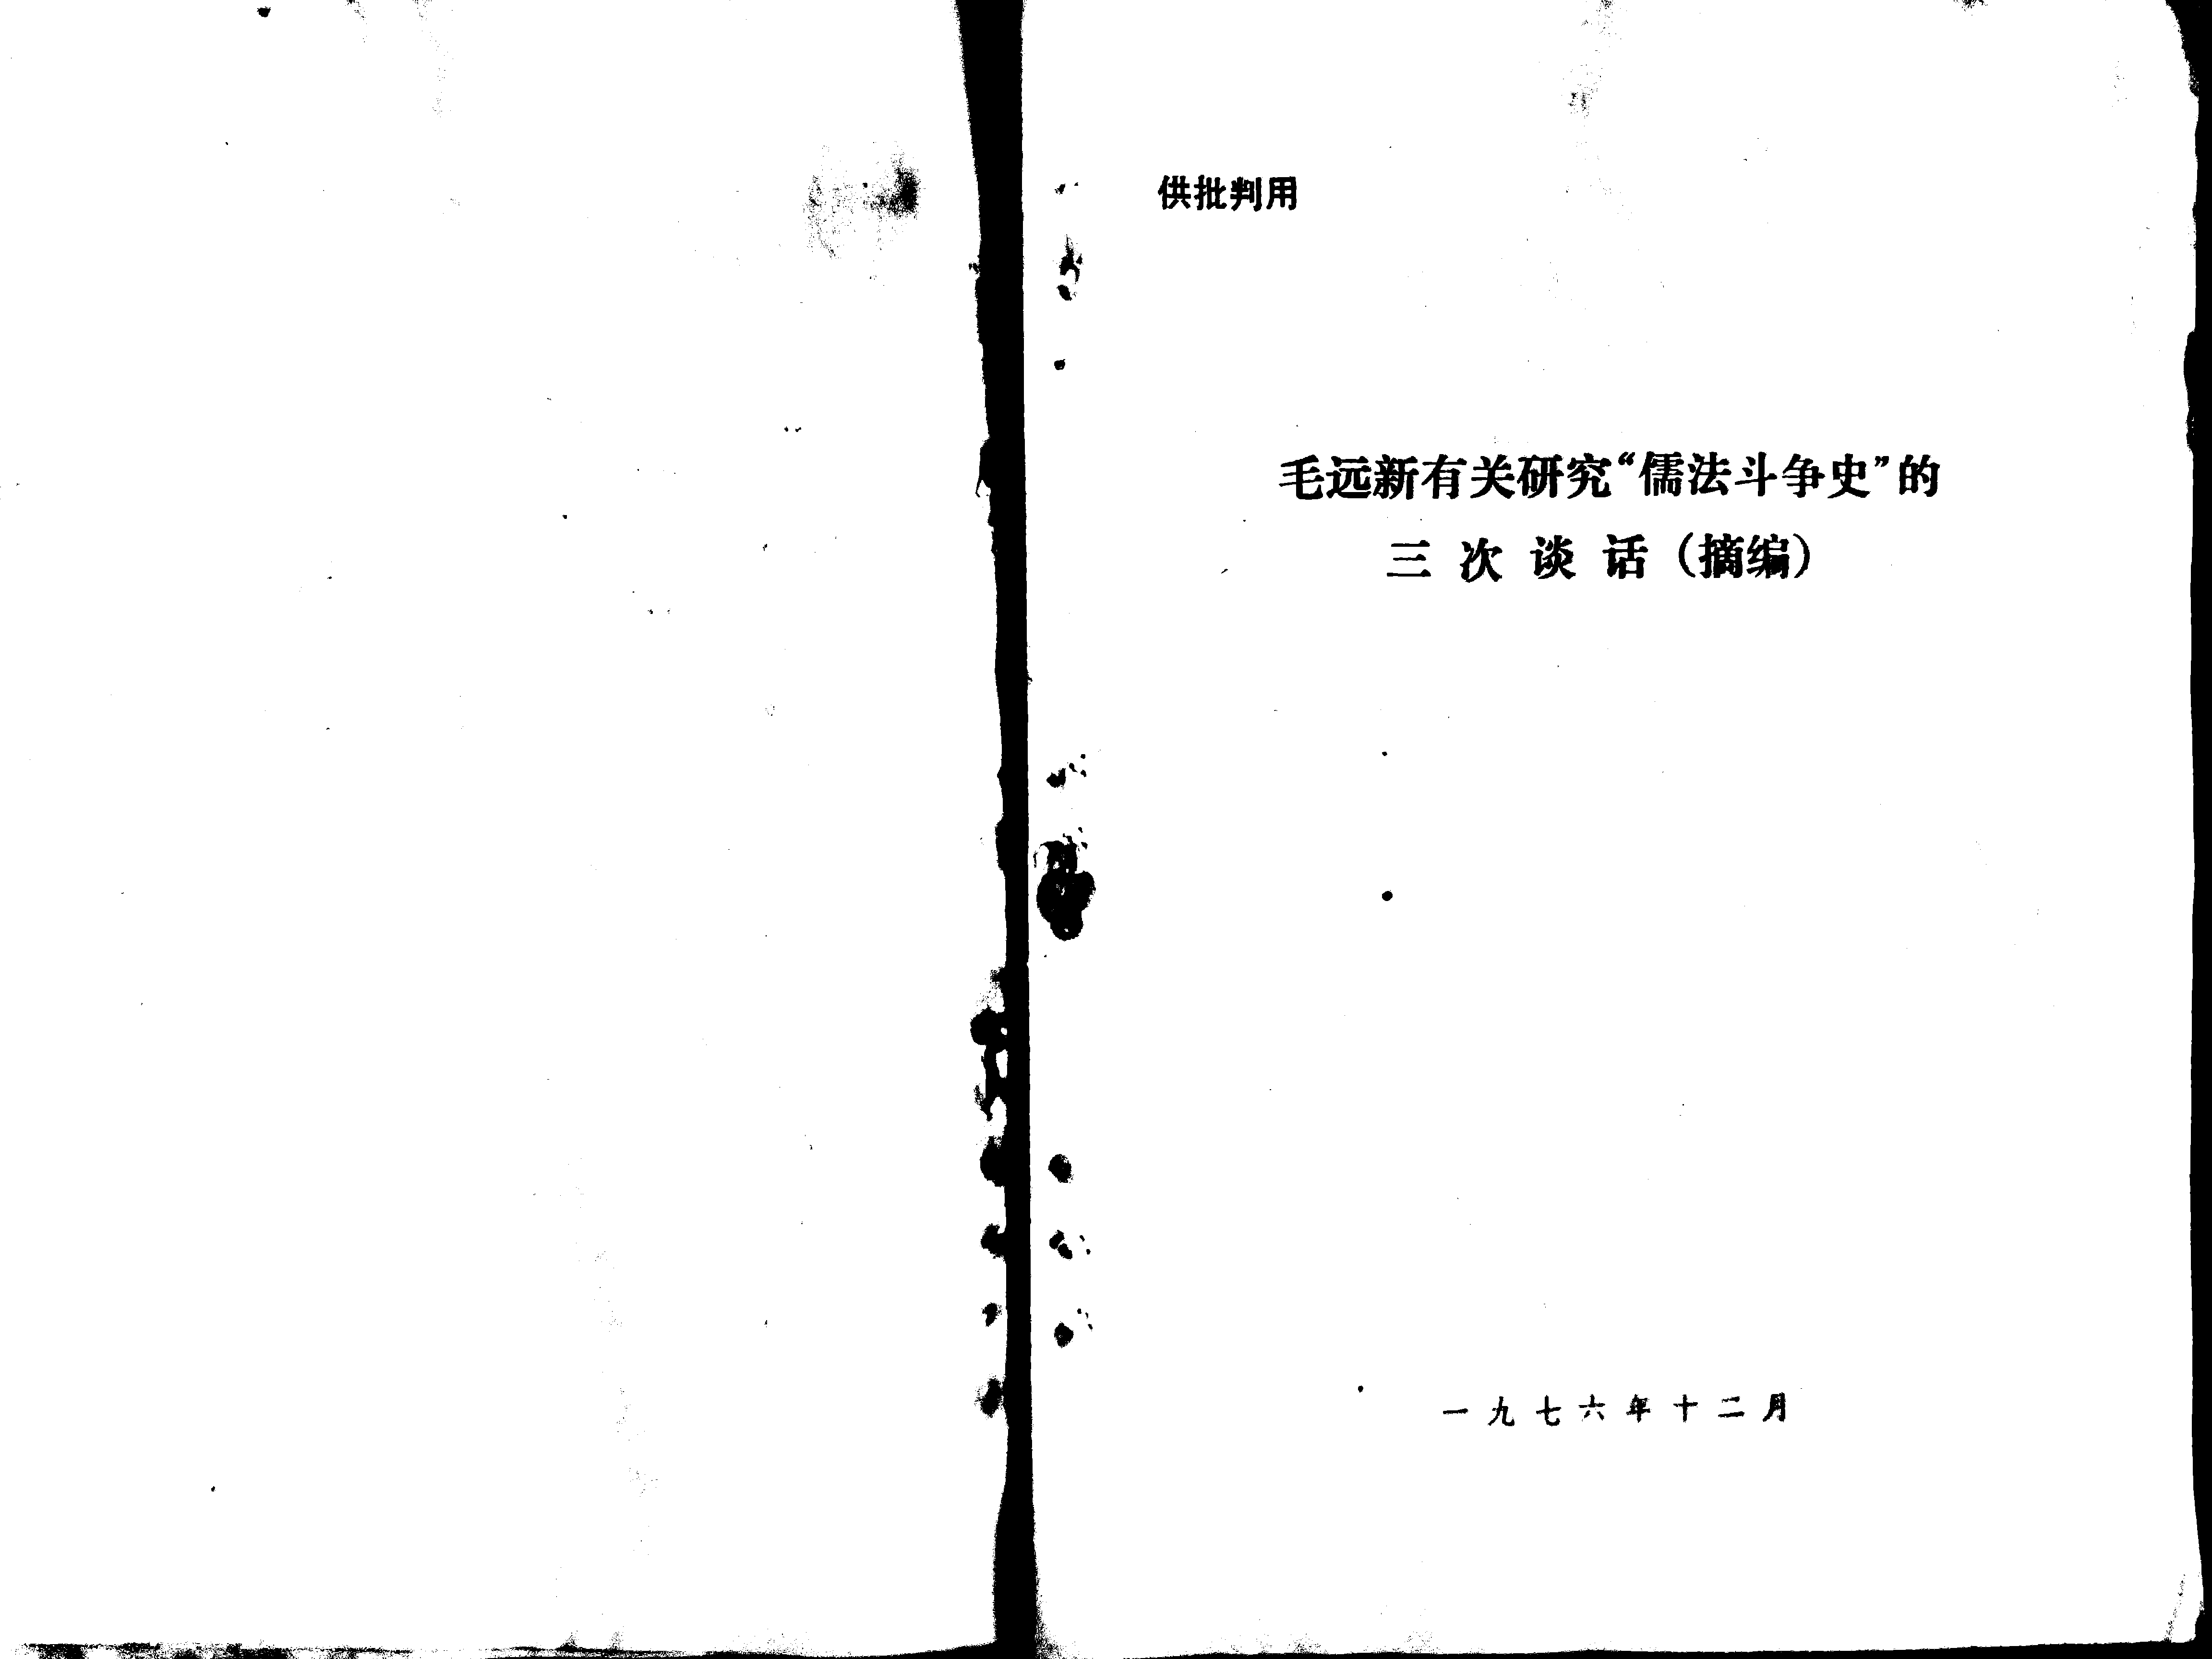 供批判用
毛远新有关研究“儒法斗争史”的
三次谈话（摘编）
一九七六年十二月